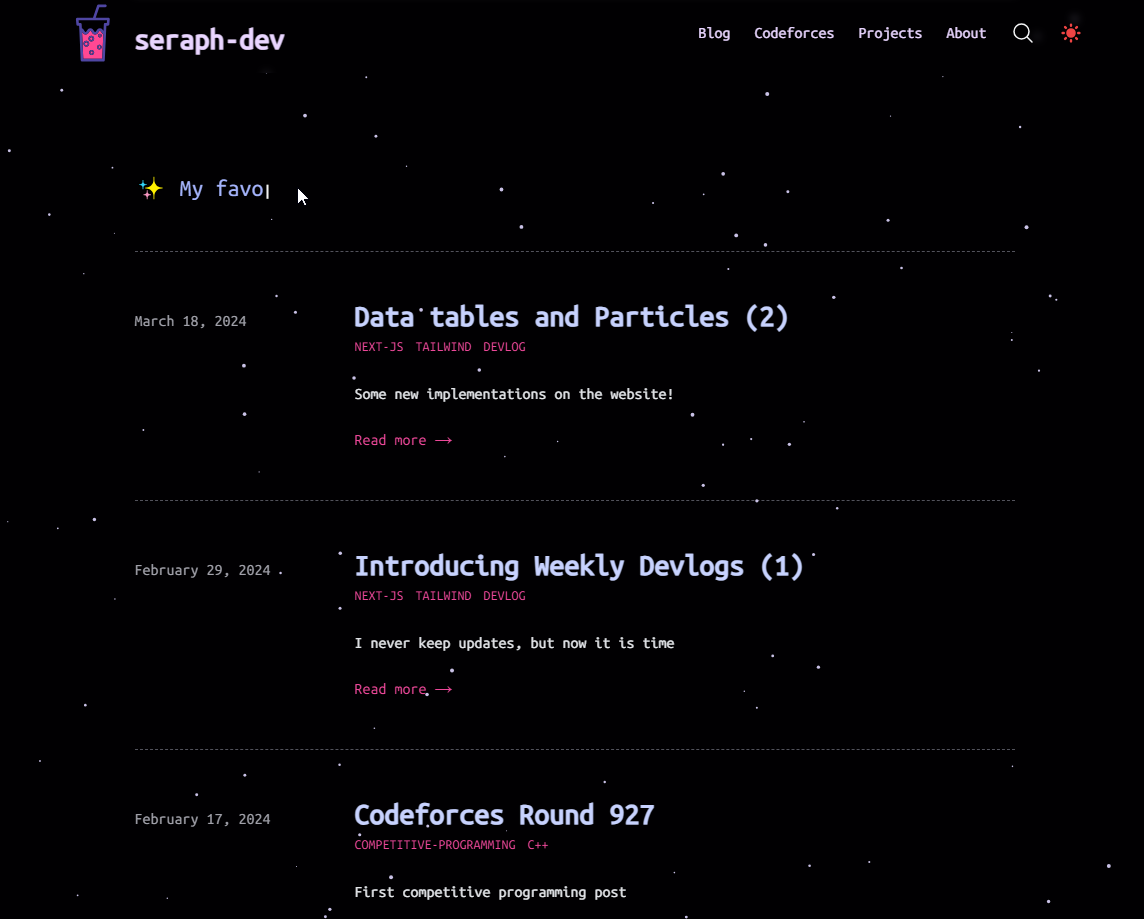 seraph-dev
Blog Codeforces Projects About
✨ My favo
March 18, 2024
Data tables and Particles (2)
NEXT-JS TAILWIND DEVLOG
Some new implementations on the website!
Read more →
February 29, 2024
Introducing Weekly Devlogs (1)
NEXT-JS TAILWIND DEVLOG
I never keep updates, but now it is time
Read more →
February 17, 2024
Codeforces Round 927
COMPETITIVE-PROGRAMMING C++
First competitive programming post